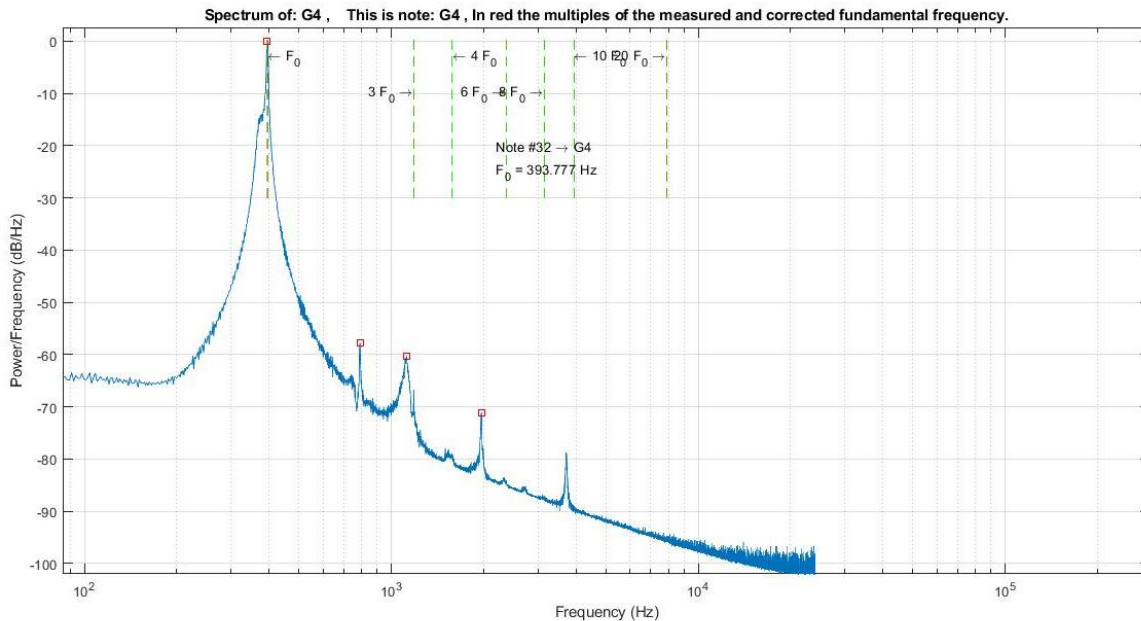 Spectrum of: G4 , This is note: G4 , In red the multiples of the measured and corrected fundamental frequency.
Power/Frequency (dB/Hz)
0
-10
-20
-30
-40
-50
-60
-70
-80
-90
-100
← F0
← 4 F0
← 10 F0
20 F0 →
3 F0 →
6 F0 →
8 F0 →
Note #32 → G4
F0 = 393.777 Hz
10^2
10^3
10^4
10^5
Frequency (Hz)